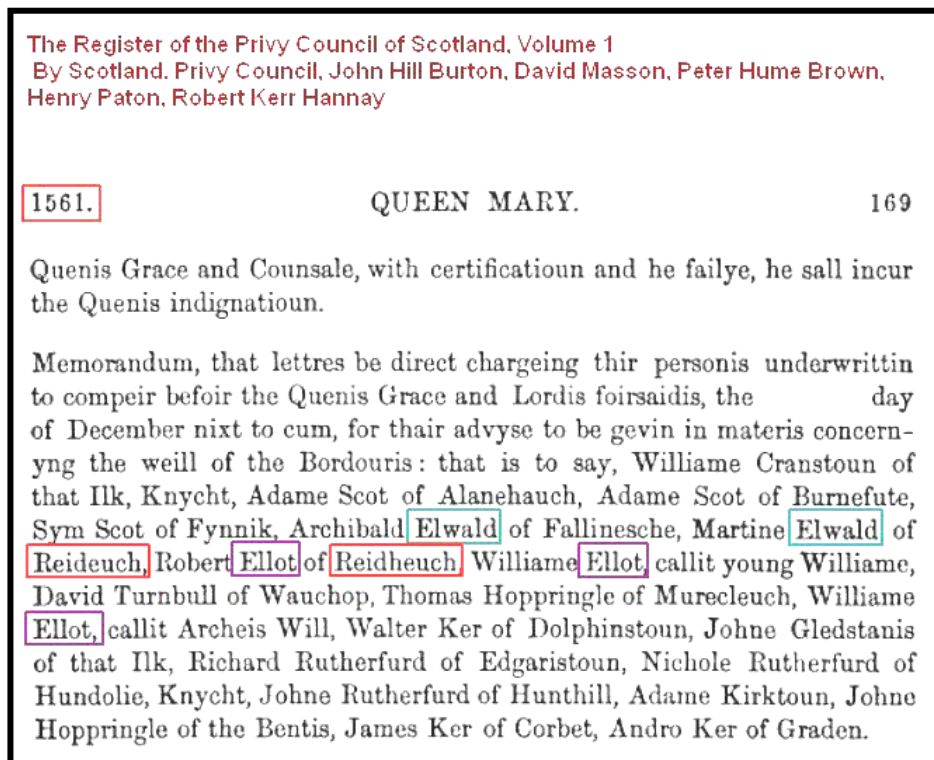 The Register of the Privy Council of Scotland, Volume 1
By Scotland. Privy Council, John Hill Burton, David Masson, Peter Hume Brown,
Henry Paton, Robert Kerr Hannay
1561. QUEEN MARY. 169
Quenis Grace and Counsale, with certificatioun and he failye, he sall incur
the Quenis indignatioun.
Memorandum, that lettres be direct chargeing thir personis underwrittin
to compeir befoir the Quenis Grace and Lordis foirsaidis, the day
of December nixt to cum, for thair advyse to be gevin in materis concern-
yng the weill of the Bordouris: that is to say, Williame Cranstoun of
that Ilk, Knycht, Adame Scot of Alanehauch, Adame Scot of Burnefute,
Sym Scot of Fynnik, Archibald Elwald of Fallinesche, Martine Elwald of
Reideuch, Robert Ellot of Reidheuch, Williame Ellot, callit young Williame,
David Turnbull of Wauchop, Thomas Hoppringle of Murecleuch, Williame
Ellot, callit Archeis Will, Walter Ker of Dolphinstoun, Johne Gledstanis
of that Ilk, Richard Rutherfurd of Edgaristoun, Nichole Rutherfurd of
Hundolie, Knycht, Johne Rutherfurd of Hunthill, Adame Kirktoun, Johne
Hoppringle of the Bentis, James Ker of Corbet, Andro Ker of Graden.